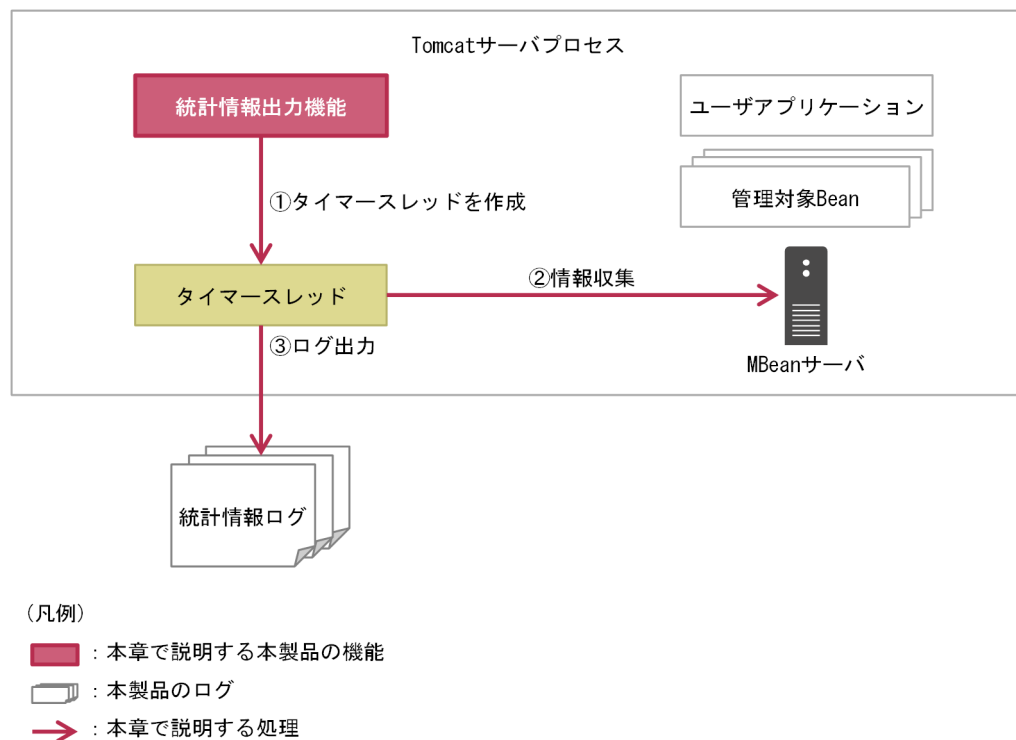 Tomcatサーバプロセス
統計情報出力機能
ユーザアプリケーション
管理対象Bean
①タイマースレッドを作成
タイマースレッド
②情報収集
③ログ出力
MBeanサーバ
統計情報ログ
(凡例)
：本章で説明する本製品の機能
：本製品のログ
：本章で説明する処理